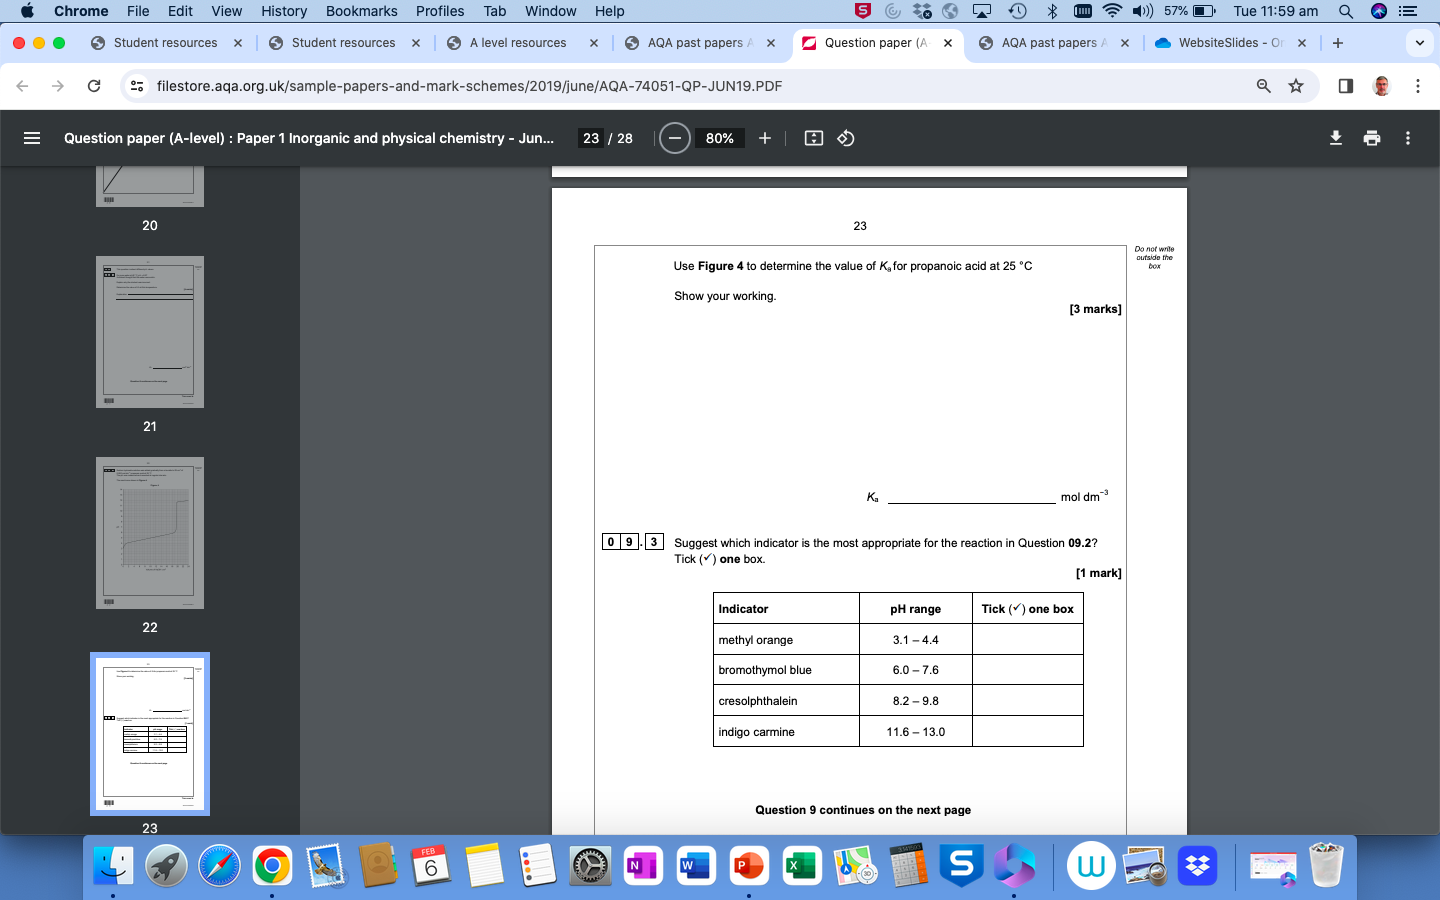 Chrome File Edit View History Bookmarks Profiles Tab Window Help 57% Tue 11:59 am
Student resources Student resources A level resources AQA past papers A Question paper (A- AQA past papers A WebsiteSlides - On
filestore.aqa.org.uk/sample-papers-and-mark-schemes/2019/june/AQA-74051-QP-JUN19.PDF
Question paper (A-level) : Paper 1 Inorganic and physical chemistry - Jun... 23 / 28 80%
20
21
22
23
23
Do not write
outside the
box
Use Figure 4 to determine the value of Kₐ for propanoic acid at 25 °C
Show your working.
[3 marks]
Kₐ ____________________ mol dm⁻³
0 9 . 3 Suggest which indicator is the most appropriate for the reaction in Question 09.2?
Tick (✓) one box.
[1 mark]
Indicator pH range Tick (✓) one box
methyl orange 3.1 – 4.4
bromothymol blue 6.0 – 7.6
cresolphthalein 8.2 – 9.8
indigo carmine 11.6 – 13.0
Question 9 continues on the next page
FEB
6
N W P X 3D S W